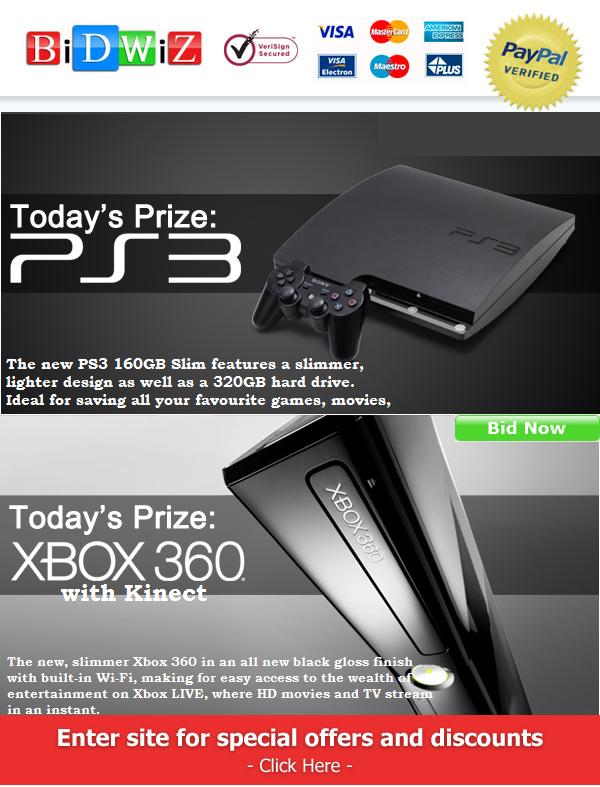 BiDWiZ
VeriSign
Secured
VISA
MasterCard
AMERICAN
EXPRESS
VISA
Electron
Maestro
PLUS
PayPal
VERIFIED
Today's Prize:
PS3
PS3
SONY
The new PS3 160GB Slim features a slimmer,
lighter design as well as a 320GB hard drive.
Ideal for saving all your favourite games, movies,
Bid Now
Today's Prize:
XBOX 360
with Kinect
XBOX 360
The new, slimmer Xbox 360 in an all new black gloss finish
with built-in Wi-Fi, making for easy access to the wealth of
entertainment on Xbox LIVE, where HD movies and TV stream
in an instant.
Enter site for special offers and discounts
- Click Here -